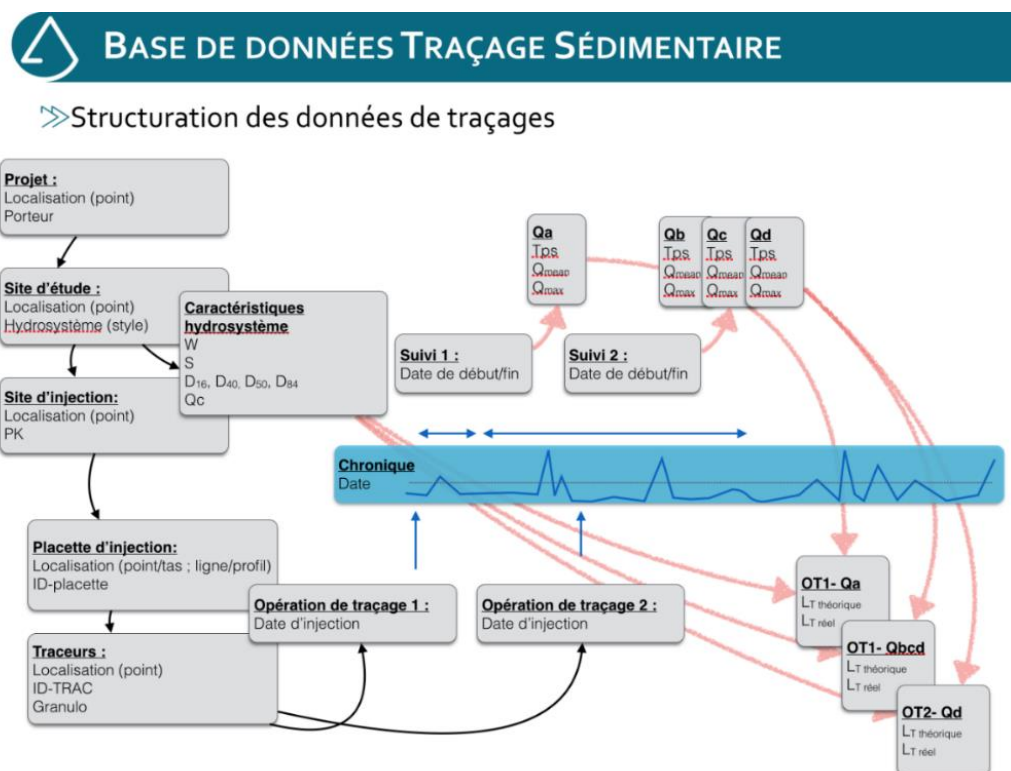 BASE DE DONNÉES TRAÇAGE SÉDIMENTAIRE
Structuration des données de traçages
Projet :
Localisation (point)
Porteur
Site d'étude :
Localisation (point)
Hydrosystème (style)
Caractéristiques
hydrosystème
W
S
D16, D40, D50, D84
Qc
Site d'injection:
Localisation (point)
PK
Placette d'injection:
Localisation (point/tas ; ligne/profil)
ID-placette
Traceurs :
Localisation (point)
ID-TRAC
Granulo
Qa
Tps
Qmean
Qmax
Qb
Tps
Qmean
Qmax
Qc
Tps
Qmean
Qmax
Qd
Tps
Qmean
Qmax
Suivi 1 :
Date de début/fin
Suivi 2 :
Date de début/fin
Chronique
Date
Opération de traçage 1 :
Date d'injection
Opération de traçage 2 :
Date d'injection
OT1- Qa
LT théorique
LT réel
OT1- Qbcd
LT théorique
LT réel
OT2- Qd
LT théorique
LT réel